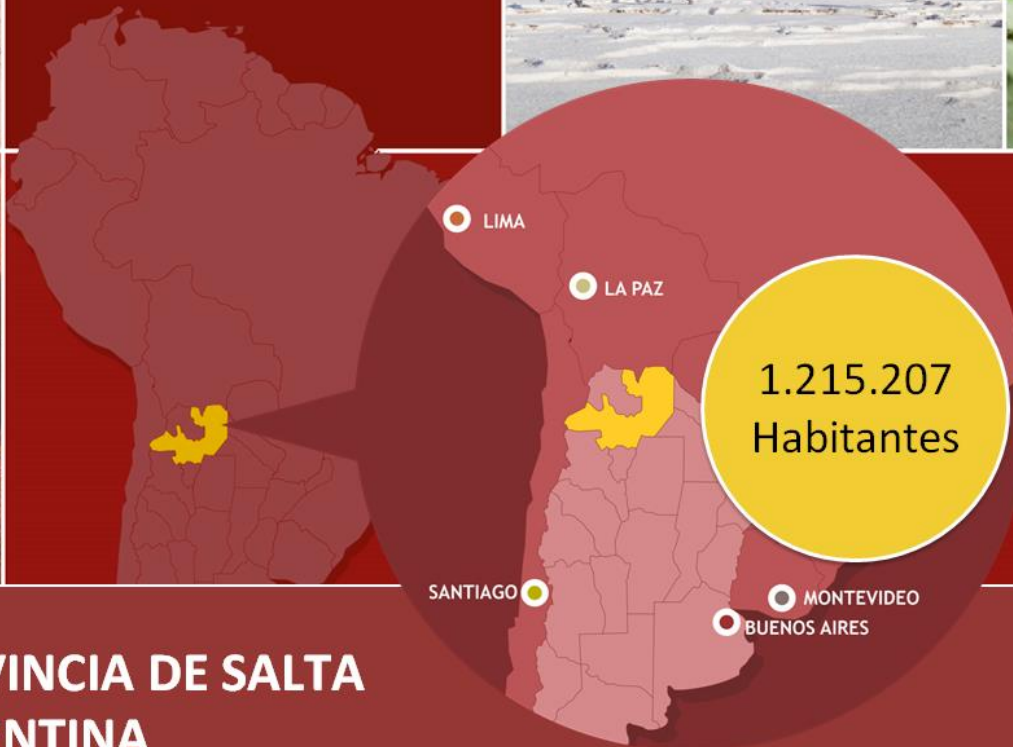 LIMA
LA PAZ
1.215.207
Habitantes
SANTIAGO
MONTEVIDEO
BUENOS AIRES
VINCIA DE SALTA
NTINA